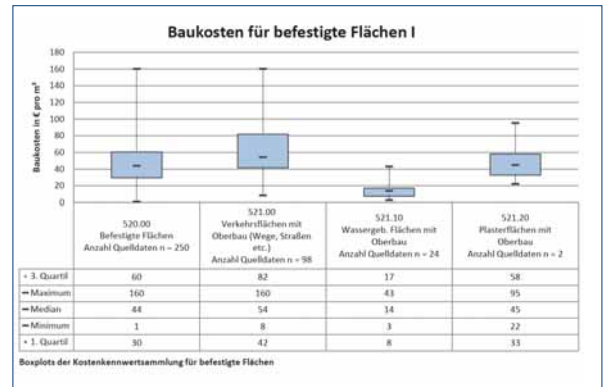 Baukosten für befestigte Flächen I
Baukosten in € pro m²
180
160
140
120
100
80
60
40
20
0
520.00
Befestigte Flächen
Anzahl Quelldaten n = 250
521.00
Verkehrsflächen mit
Oberbau (Wege, Straßen
etc.)
Anzahl Quelldaten n = 98
521.10
Wassergeb. Flächen mit
Oberbau
Anzahl Quelldaten n = 24
521.20
Plasterflächen mit
Oberbau
Anzahl Quelldaten n = 2
3. Quartil 60 82 17 58
Maximum 160 160 43 95
Median 44 54 14 45
Minimum 1 8 3 22
1. Quartil 30 42 8 33
Boxplots der Kostenkennwertsammlung für befestigte Flächen